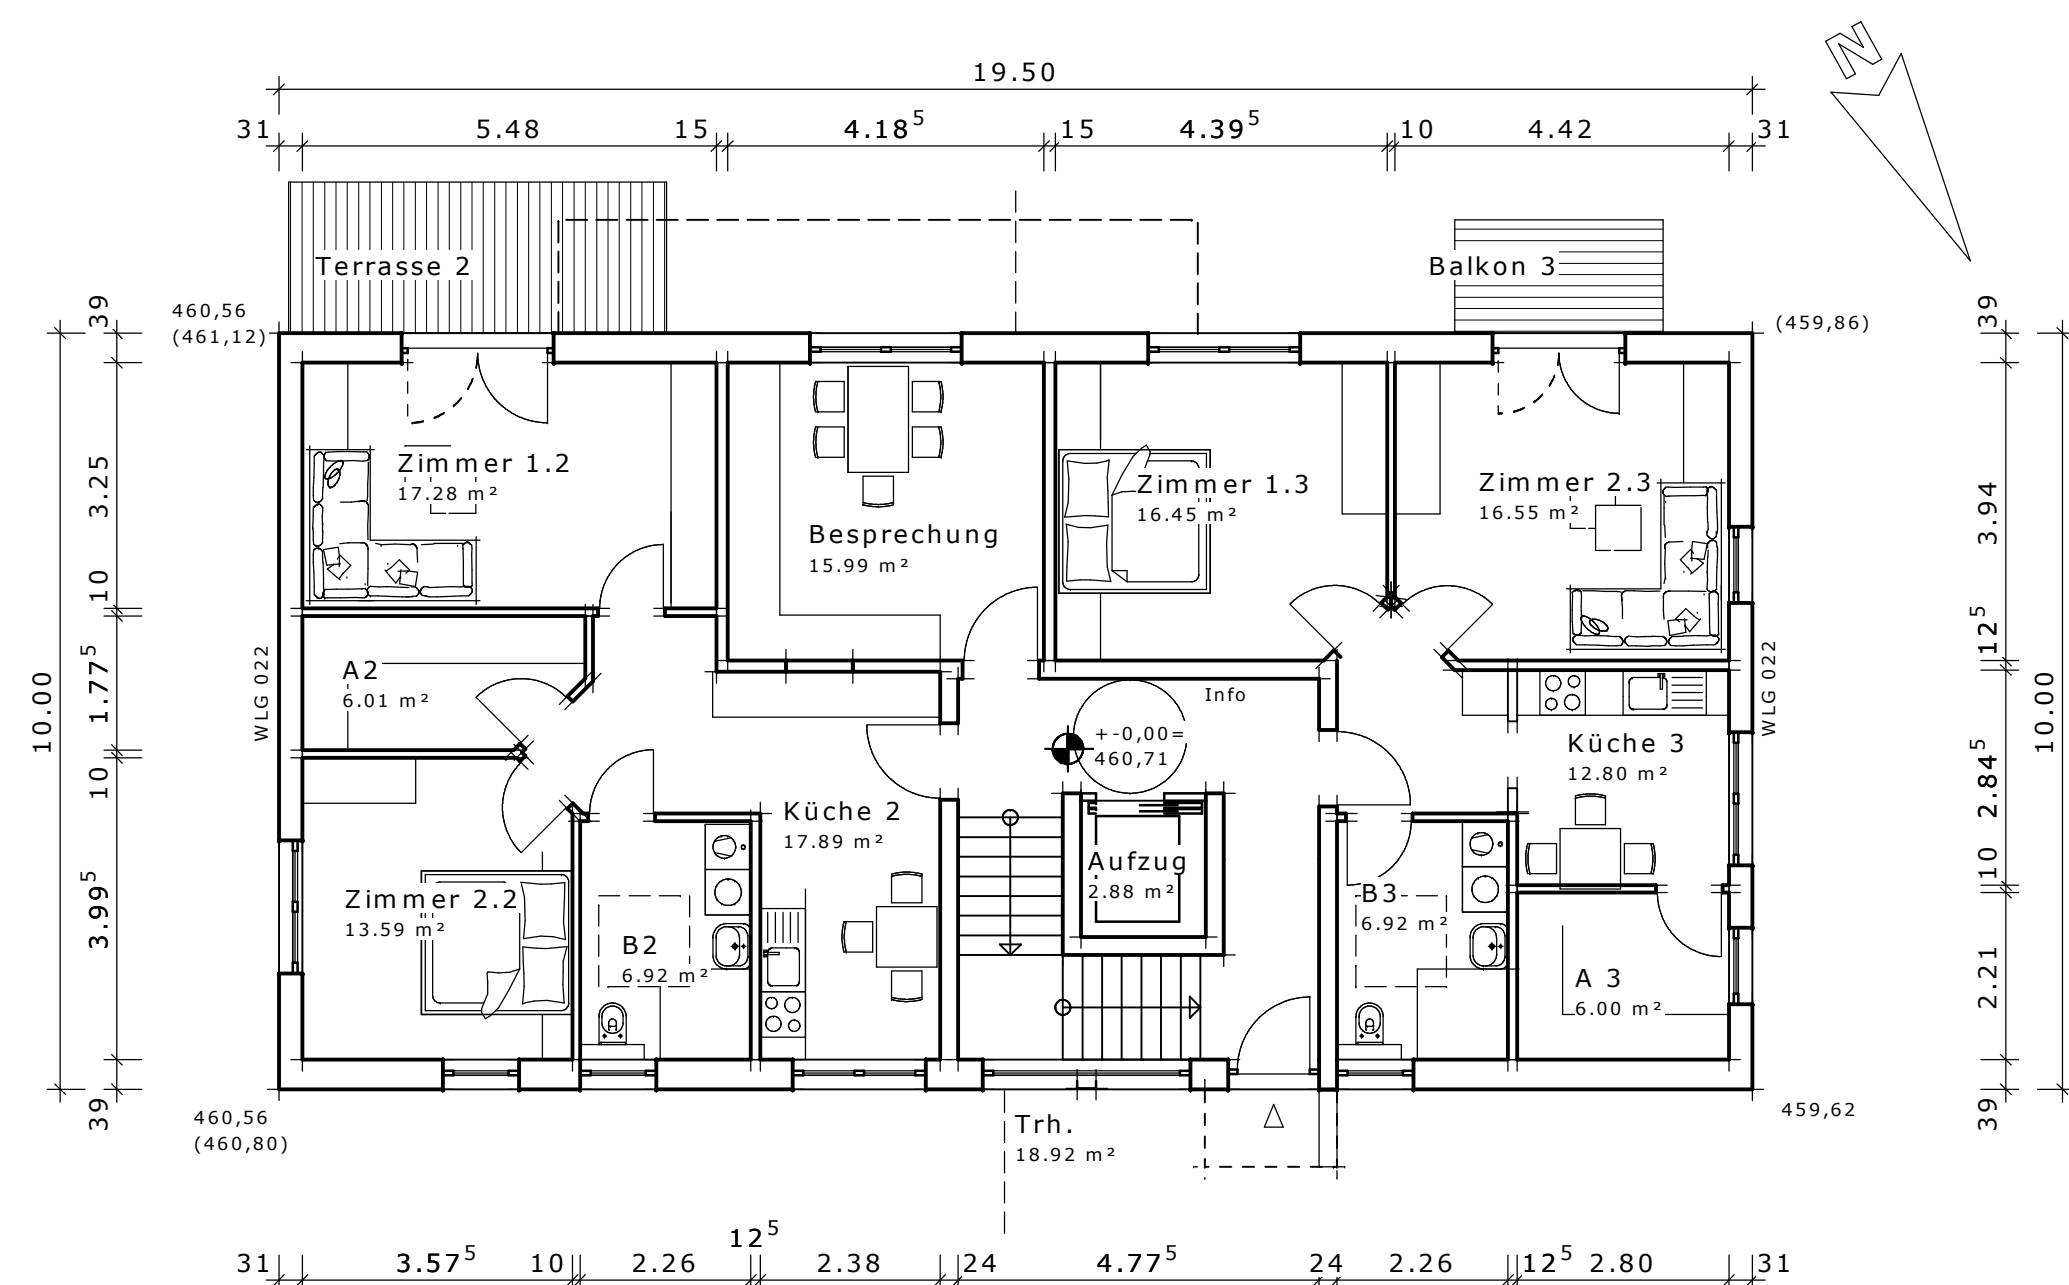 N
19.50
31 5.48 15 4.18⁵ 15 4.39⁵ 10 4.42 31
Terrasse 2
Balkon 3
460,56
(461,12)
(459,86)
39
3.25
10
1.77⁵
10
3.99⁵
39
10.00
WLG 022
Zimmer 1.2
17.28 m²
Besprechung
15.99 m²
Zimmer 1.3
16.45 m²
Zimmer 2.3
16.55 m²
A2
6.01 m²
Info
+-0,00=
460,71
Küche 3
12.80 m²
Küche 2
17.89 m²
Aufzug
2.88 m²
Zimmer 2.2
13.59 m²
B2
6.92 m²
B3
6.92 m²
A 3
6.00 m²
WLG 022
39
3.94
12⁵
2.84⁵
10
2.21
39
10.00
460,56
(460,80)
Trh.
18.92 m²
459,62
31 3.57⁵ 10 2.26 12⁵ 2.38 24 4.77⁵ 24 2.26 12⁵ 2.80 31